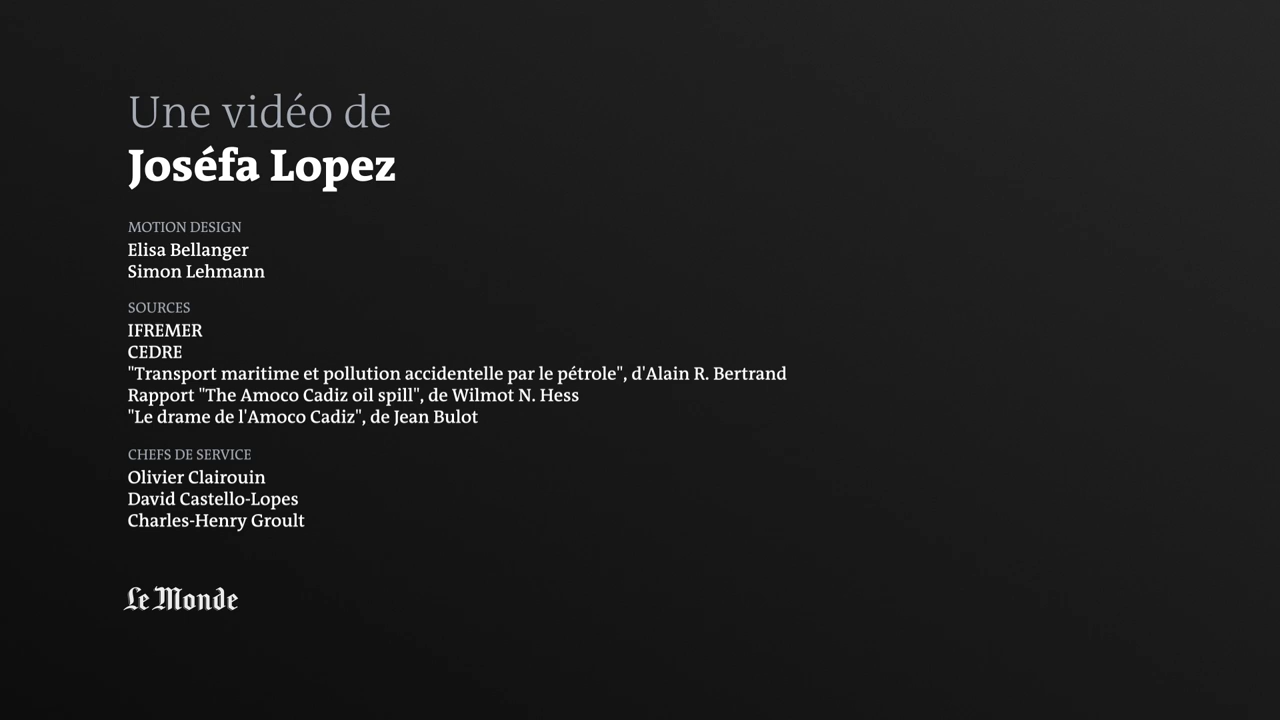 Une vidéo de
Joséfa Lopez
MOTION DESIGN
Elisa Bellanger
Simon Lehmann
SOURCES
IFREMER
CEDRE
"Transport maritime et pollution accidentelle par le pétrole", d'Alain R. Bertrand
Rapport "The Amoco Cadiz oil spill", de Wilmot N. Hess
"Le drame de l'Amoco Cadiz", de Jean Bulot
CHEFS DE SERVICE
Olivier Clairouin
David Castello-Lopes
Charles-Henry Groult
Le Monde